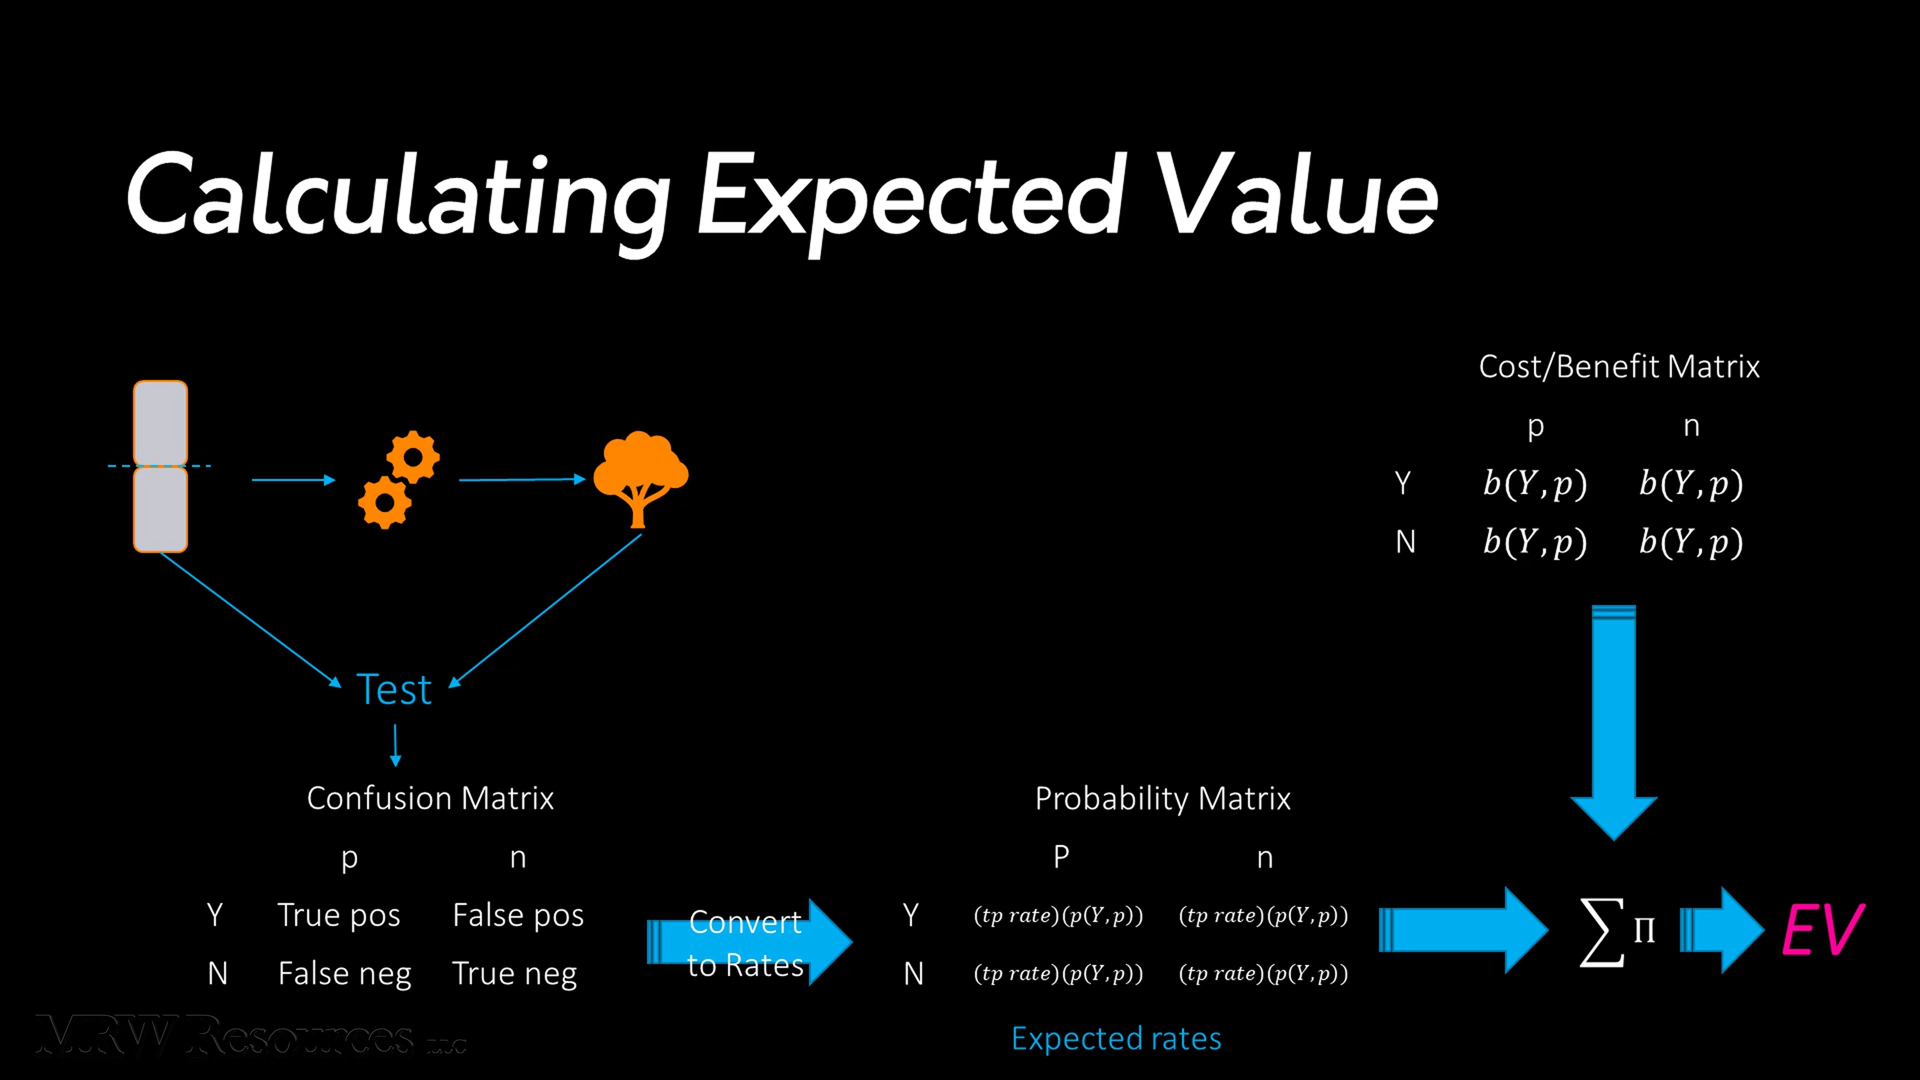 Calculating Expected Value
Cost/Benefit Matrix
p n
Y b(Y,p) b(Y,p)
N b(Y,p) b(Y,p)
Test
Confusion Matrix
p n
Y True pos False pos
N False neg True neg
Convert
to Rates
Probability Matrix
P n
Y (tp rate)(p(Y,p)) (tp rate)(p(Y,p))
N (tp rate)(p(Y,p)) (tp rate)(p(Y,p))
Expected rates
∑ Π
EV
MRW Resources LLC